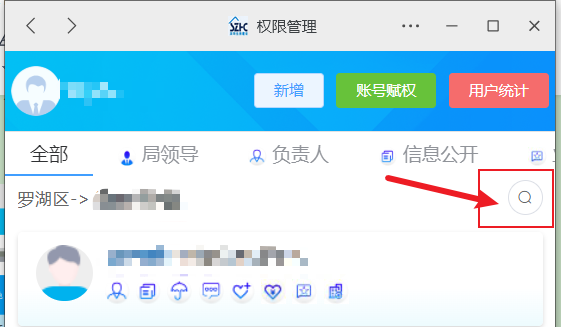 权限管理
新增 账号赋权 用户统计
全部 局领导 负责人 信息公开
罗湖区->